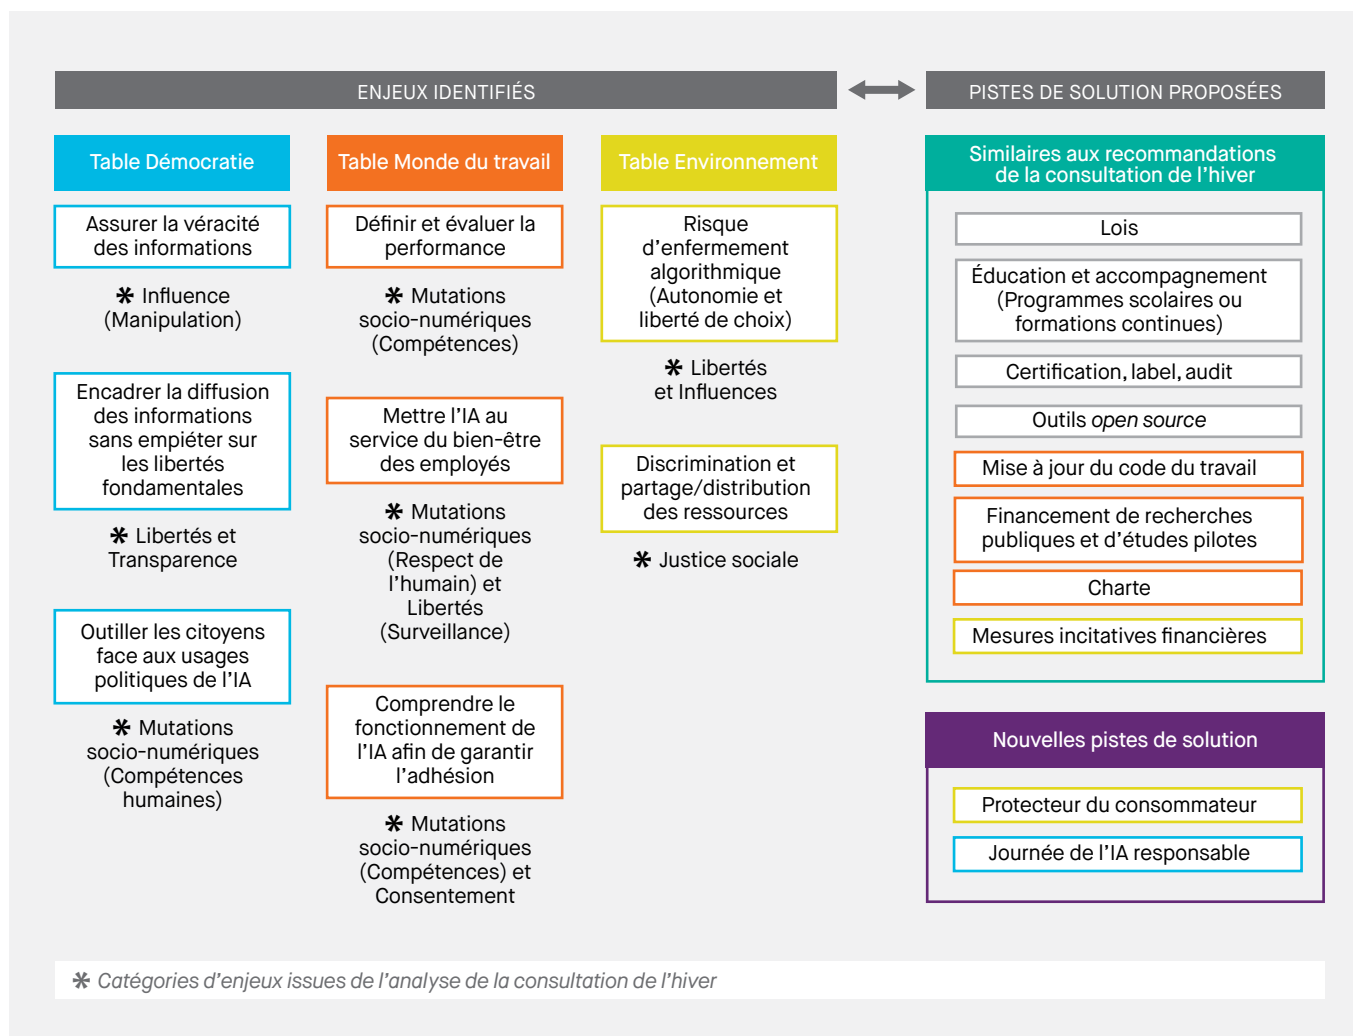 ENJEUX IDENTIFIÉS
PISTES DE SOLUTION PROPOSÉES
Table Démocratie
Assurer la véracité
des informations
* Influence
(Manipulation)
Encadrer la diffusion
des informations
sans empiéter sur
les libertés
fondamentales
* Libertés et
Transparence
Outiller les citoyens
face aux usages
politiques de l’IA
* Mutations
socio-numériques
(Compétences
humaines)
Table Monde du travail
Définir et évaluer la
performance
* Mutations
socio-numériques
(Compétences)
Mettre l’IA au
service du bien-être
des employés
* Mutations
socio-numériques
(Respect de
l’humain) et
Libertés
(Surveillance)
Comprendre le
fonctionnement de
l’IA afin de garantir
l’adhésion
* Mutations
socio-numériques
(Compétences) et
Consentement
Table Environnement
Risque
d’enfermement
algorithmique
(Autonomie et
liberté de choix)
* Libertés
et Influences
Discrimination et
partage/distribution
des ressources
* Justice sociale
Similaires aux recommandations
de la consultation de l’hiver
Lois
Éducation et accompagnement
(Programmes scolaires ou
formations continues)
Certification, label, audit
Outils open source
Mise à jour du code du travail
Financement de recherches
publiques et d’études pilotes
Charte
Mesures incitatives financières
Nouvelles pistes de solution
Protecteur du consommateur
Journée de l’IA responsable
* Catégories d’enjeux issues de l’analyse de la consultation de l’hiver